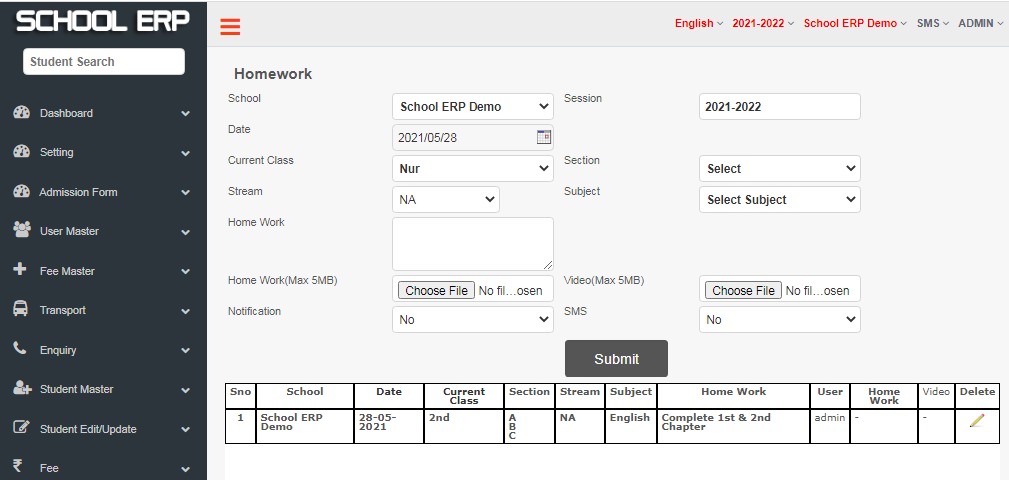 SCHOOL ERP
English
2021-2022
School ERP Demo
SMS
ADMIN
Student Search
Dashboard
Setting
Admission Form
User Master
Fee Master
Transport
Enquiry
Student Master
Student Edit/Update
₹ Fee
Homework
School School ERP Demo Session 2021-2022
Date 2021/05/28
Current Class Nur Section Select
Stream NA Subject Select Subject
Home Work
Home Work(Max 5MB) Choose File No fil...osen Video(Max 5MB) Choose File No fil...osen
Notification No SMS No
Submit
Sno School Date Current Class Section Stream Subject Home Work User Home Work Video Delete
1 School ERP Demo 28-05-2021 2nd A B C NA English Complete 1st & 2nd Chapter admin - -